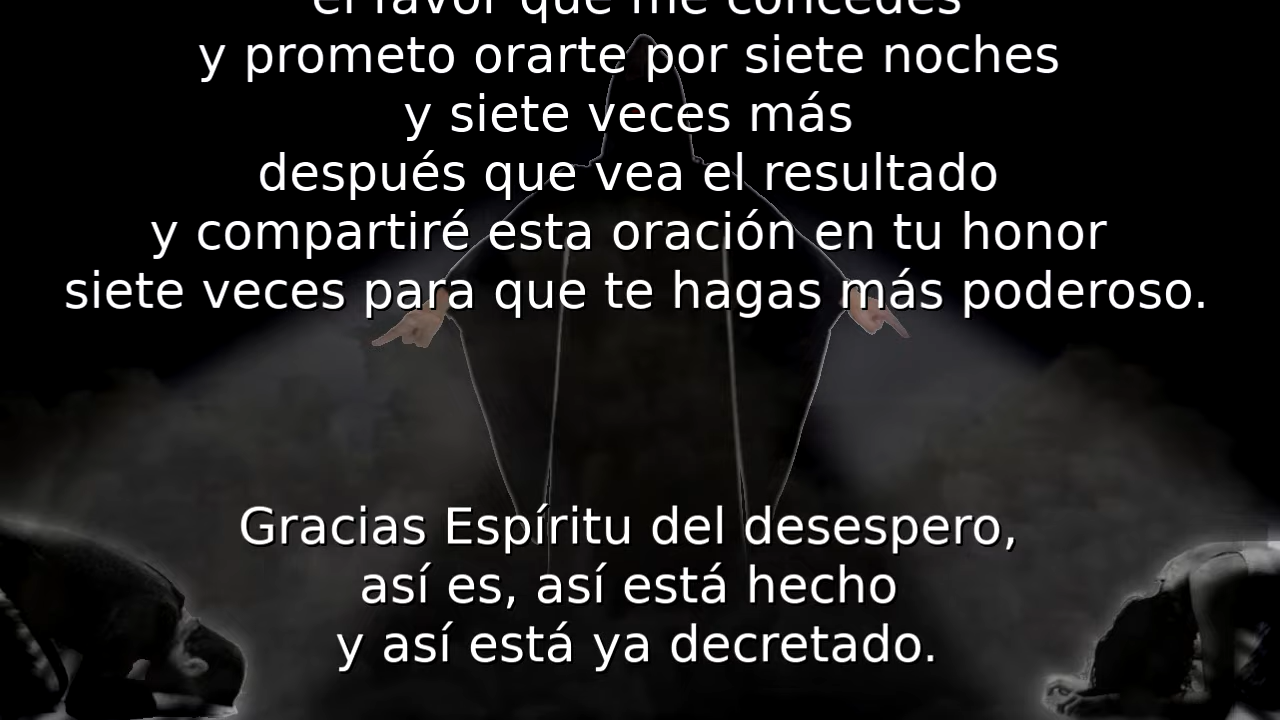 el favor que me concedes
y prometo orarte por siete noches
y siete veces más
después que vea el resultado
y compartiré esta oración en tu honor
siete veces para que te hagas más poderoso.
Gracias Espíritu del desespero,
así es, así está hecho
y así está ya decretado.